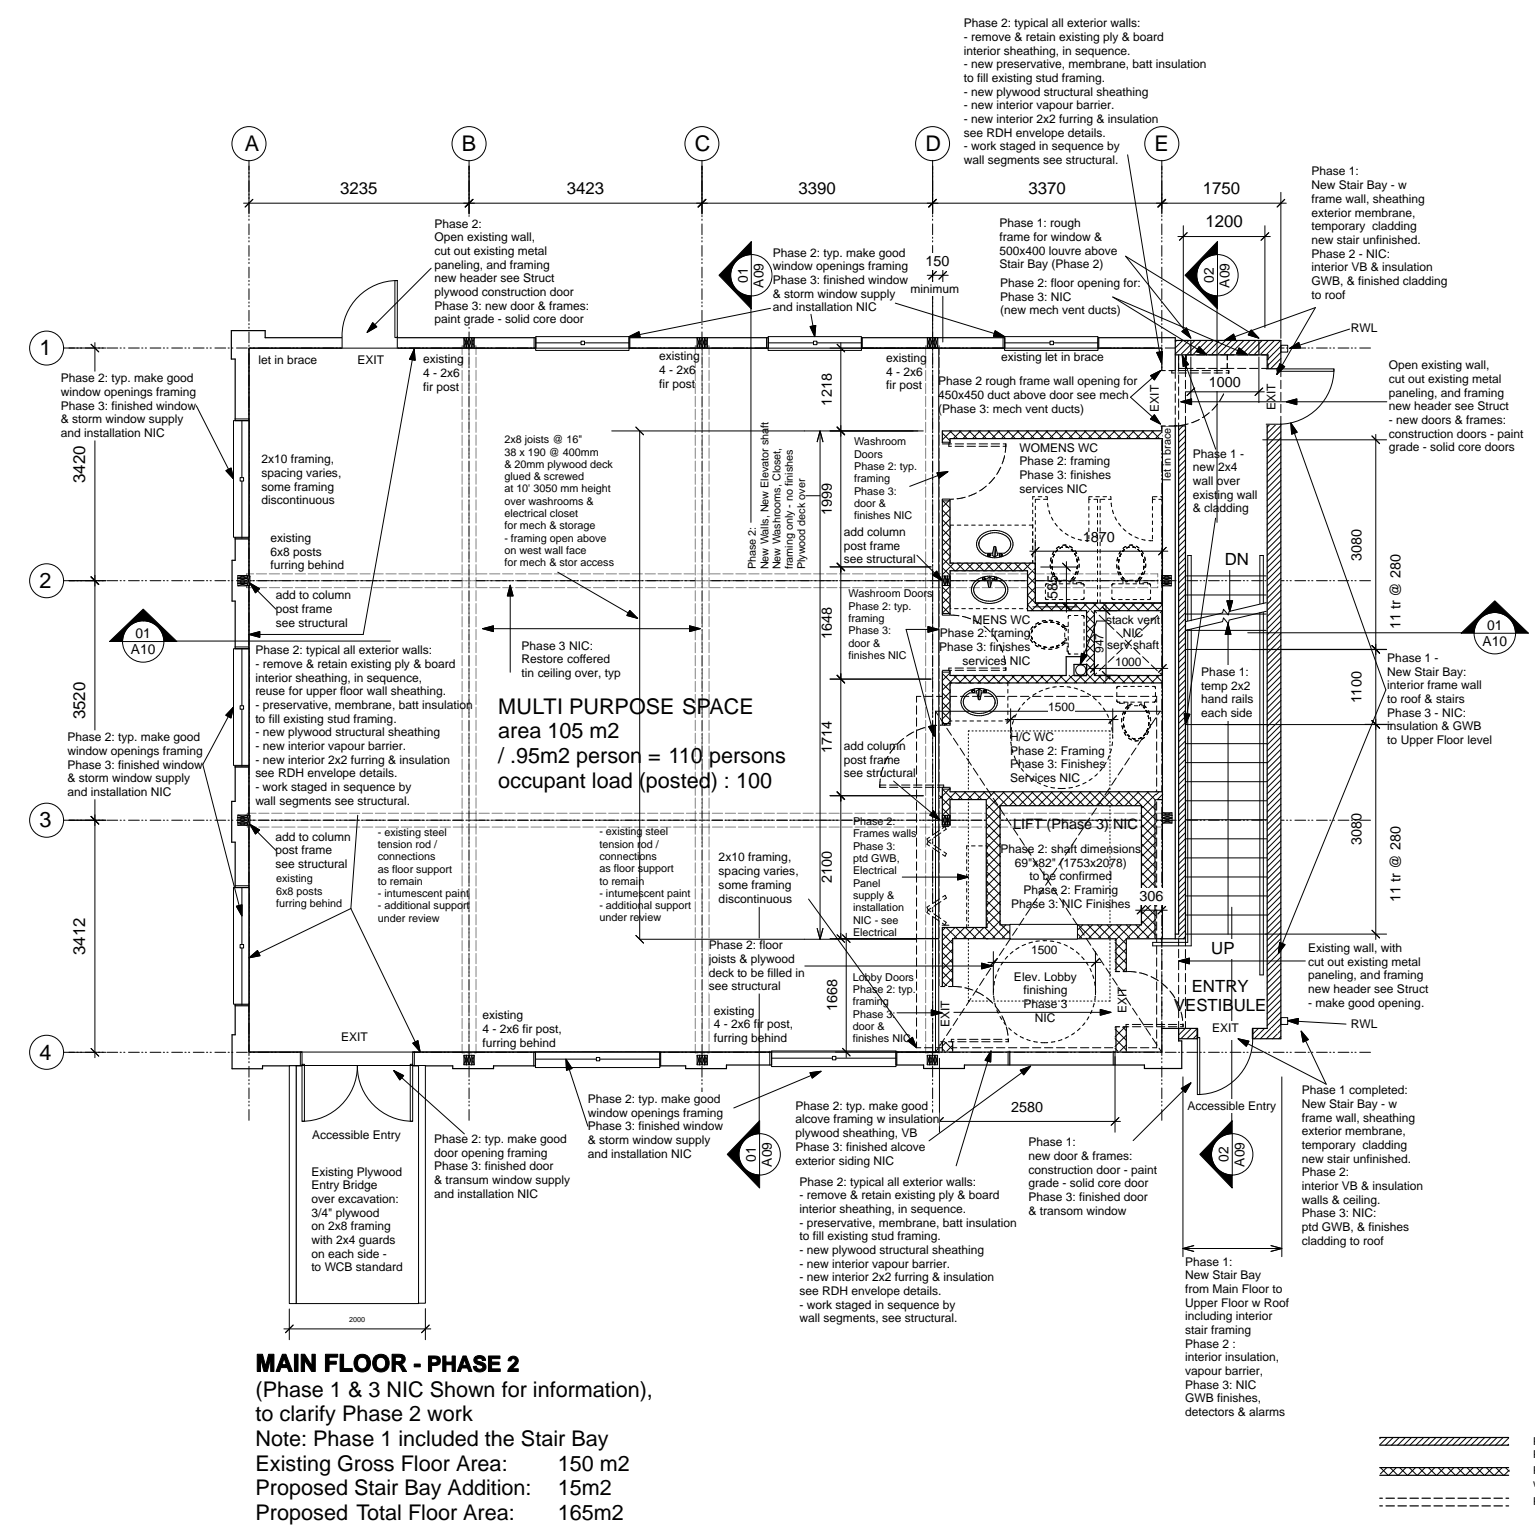 Phase 2: typical all exterior walls:
- remove & retain existing ply & board
interior sheathing, in sequence.
- new preservative, membrane, batt insulation
to fill existing stud framing.
- new plywood structural sheathing
- new interior vapour barrier.
- new interior 2x2 furring & insulation
see RDH envelope details.
- work staged in sequence by
wall segments see structural.
A
B
C
D
E
3235
3423
3390
3370
1750
1200
Phase 1:
New Stair Bay - w
frame wall, sheathing
exterior membrane,
temporary cladding
new stair unfinished.
Phase 2 - NIC:
interior VB & insulation
GWB, & finished cladding
to roof
Phase 2:
Open existing wall,
cut out existing metal
paneling, and framing
new header see Struct
plywood construction door
Phase 3: new door & frames:
paint grade - solid core door
01
A09
Phase 2: typ. make good
window openings framing
Phase 3: finished window
& storm window supply
and installation NIC
150
minimum
Phase 1: rough
frame for window &
500x400 louvre above
Stair Bay (Phase 2)
Phase 2: floor opening for:
Phase 3: NIC
(new mech vent ducts)
02
A09
RWL
1
let in brace
EXIT
existing
4 - 2x6
fir post
existing
4 - 2x6
fir post
existing
4 - 2x6
fir post
existing let in brace
Phase 2 rough frame wall opening for
450x450 duct above door see mech
(Phase 3: mech vent ducts)
EXIT
1000
EXIT
Open existing wall,
cut out existing metal
paneling, and framing
new header see Struct
- new doors & frames:
construction doors - paint
grade - solid core doors
Phase 2: typ. make good
window openings framing
Phase 3: finished window
& storm window supply
and installation NIC
3420
1218
2x10 framing,
spacing varies,
some framing
discontinuous
2x8 joists @ 16"
38 x 190 @ 400mm
& 20mm plywood deck
glued & screwed
at 10' 3050 mm height
over washrooms &
electrical closet
for mech & storage
- framing open above
on west wall face
for mech & stor access
Phase 2:
New Walls, New Elevator shaft
New Washrooms, Closet,
framing only - no finishes
Plywood deck over
1999
Washroom
Doors
Phase 2: typ.
framing
Phase 3:
door &
finishes NIC
add column
post frame
see structural
WOMENS WC
Phase 2: framing
Phase 3: finishes
services NIC
1870
let in brace
Phase 1 -
new 2x4
wall over
existing wall
& cladding
3080
11 tr @ 280
DN
existing
6x8 posts
furring behind
2
add to column
post frame
see structural
01
A10
Phase 3 NIC:
Restore coffered
tin ceiling over, typ
1648
Washroom Doors
Phase 2: typ.
framing
Phase 3:
door &
finishes NIC
585
MENS WC
Phase 2: framing
Phase 3: finishes
services NIC
947
stack vent
NIC
serv shaft
1000
01
A10
Phase 1:
temp 2x2
hand rails
each side
1100
Phase 1 -
New Stair Bay:
interior frame wall
to roof & stairs
Phase 3 - NIC:
insulation & GWB
to Upper Floor level
3520
Phase 2: typical all exterior walls:
- remove & retain existing ply & board
interior sheathing, in sequence,
reuse for upper floor wall sheathing.
- preservative, membrane, batt insulation
to fill existing stud framing.
- new plywood structural sheathing
- new interior vapour barrier.
- new interior 2x2 furring & insulation
see RDH envelope details.
- work staged in sequence by
wall segments see structural.
MULTI PURPOSE SPACE
area 105 m2
/ .95m2 person = 110 persons
occupant load (posted) : 100
1714
add column
post frame
see structural
1500
H/C WC
Phase 2: Framing
Phase 3: Finishes
Services NIC
Phase 2: typ. make good
window openings framing
Phase 3: finished window
& storm window supply
and installation NIC
3
add to column
post frame
see structural
existing
6x8 posts
furring behind
- existing steel
tension rod /
connections
as floor support
to remain
- intumescent paint
- additional support
under review
- existing steel
tension rod /
connections
as floor support
to remain
- intumescent paint
- additional support
under review
2x10 framing,
spacing varies,
some framing
discontinuous
2100
Phase 2:
Frames walls
Phase 3:
ptd GWB,
Electrical
Panel
supply &
installation
NIC - see
Electrical
LIFT (Phase 3) NIC
Phase 2: shaft dimensions
69"x82" (1753x2078)
to be confirmed
Phase 2: Framing
Phase 3: NIC Finishes
306
3080
11 tr @ 280
3412
Phase 2: floor
joists & plywood
deck to be filled in
see structural
1668
Lobby Doors
Phase 2: typ.
framing
Phase 3:
door &
finishes NIC
EXIT
1500
Elev. Lobby
finishing
Phase 3
NIC
EXIT
UP
ENTRY
VESTIBULE
EXIT
Existing wall, with
cut out existing metal
paneling, and framing
new header see Struct
- make good opening.
RWL
existing
4 - 2x6 fir post,
furring behind
existing
4 - 2x6 fir post,
furring behind
EXIT
4
Accessible Entry
Existing Plywood
Entry Bridge
over excavation:
3/4" plywood
on 2x8 framing
with 2x4 guards
on each side -
to WCB standard
2000
Phase 2: typ. make good
door opening framing
Phase 3: finished door
& transum window supply
and installation NIC
Phase 2: typ. make good
window openings framing
Phase 3: finished window
& storm window supply
and installation NIC
01
A09
Phase 2: typ. make good
alcove framing w insulation
plywood sheathing, VB
Phase 3: finished alcove
exterior siding NIC
2580
Phase 1:
new door & frames:
construction door - paint
grade - solid core door
Phase 3: finished door
& transom window
Accessible Entry
02
A09
Phase 1 completed:
New Stair Bay - w
frame wall, sheathing
exterior membrane,
temporary cladding
new stair unfinished.
Phase 2:
interior VB & insulation
walls & ceiling.
Phase 3: NIC:
ptd GWB, & finishes
cladding to roof
Phase 2: typical all exterior walls:
- remove & retain existing ply & board
interior sheathing, in sequence.
- preservative, membrane, batt insulation
to fill existing stud framing.
- new plywood structural sheathing
- new interior vapour barrier.
- new interior 2x2 furring & insulation
see RDH envelope details.
- work staged in sequence by
wall segments, see structural.
Phase 1:
New Stair Bay
from Main Floor to
Upper Floor w Roof
including interior
stair framing
Phase 2 :
interior insulation,
vapour barrier,
Phase 3: NIC
GWB finishes,
detectors & alarms
MAIN FLOOR - PHASE 2
(Phase 1 & 3 NIC Shown for information),
to clarify Phase 2 work
Note: Phase 1 included the Stair Bay
Existing Gross Floor Area: 150 m2
Proposed Stair Bay Addition: 15m2
Proposed Total Floor Area: 165m2